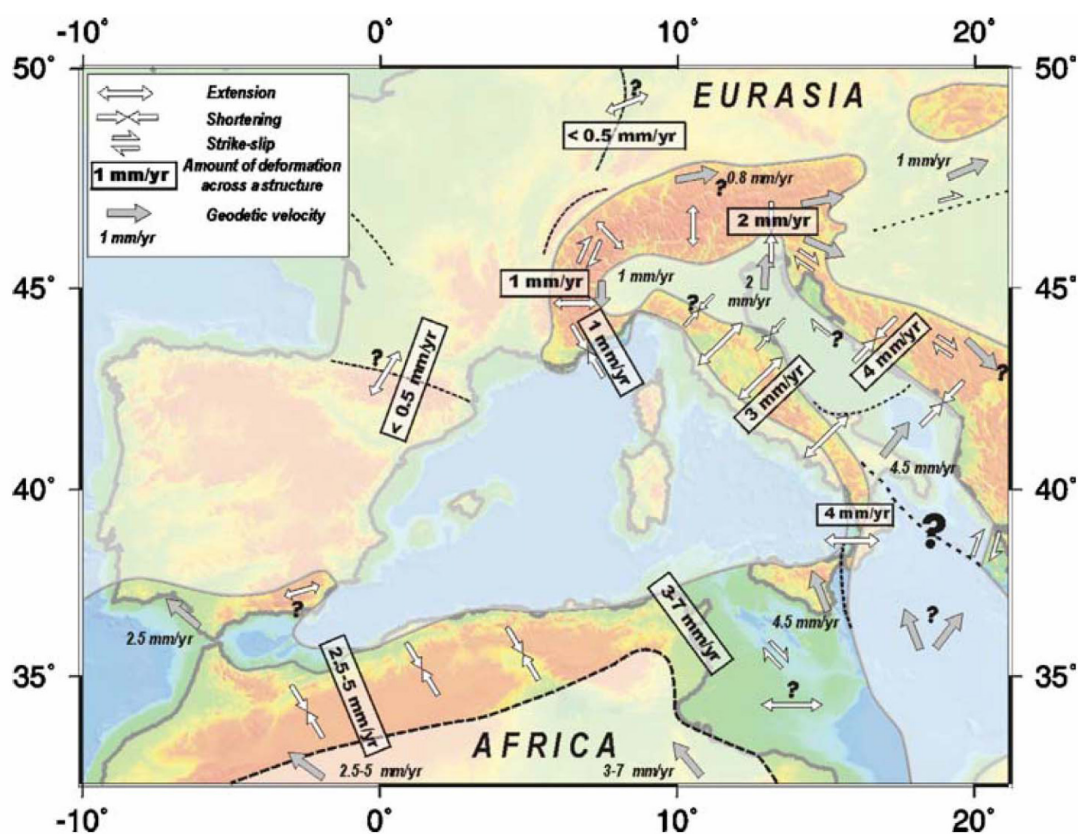 -10° 0° 10° 20°
50° 50°
Extension
Shortening
Strike-slip
1 mm/yr Amount of deformation
across a structure
Geodetic velocity
1 mm/yr
?
EURASIA
< 0.5 mm/yr
1 mm/yr
0.8 mm/yr
?
2 mm/yr
45° 45°
1 mm/yr
1 mm/yr
2
mm/yr
?
1 mm/yr
?
4 mm/yr
?
?
< 0.5 mm/yr
3 mm/yr
4.5 mm/yr
40° 40°
4 mm/yr
?
?
2.5 mm/yr
3-7 mm/yr
4.5 mm/yr
?
35° 35°
2.5-5 mm/yr
?
AFRICA
2.5-5 mm/yr
3-7 mm/yr
-10° 0° 10° 20°